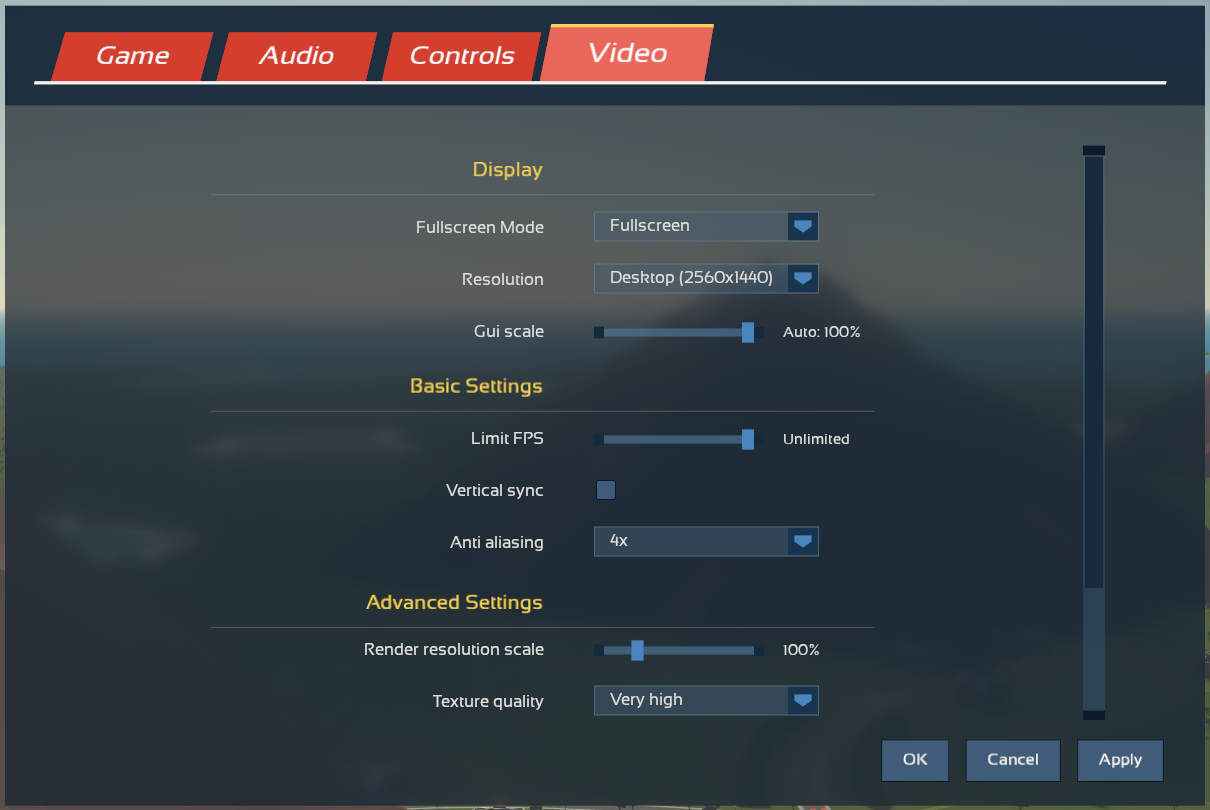 Game Audio Controls Video
Display
Fullscreen Mode Fullscreen
Resolution Desktop (2560x1440)
Gui scale Auto: 100%
Basic Settings
Limit FPS Unlimited
Vertical sync
Anti aliasing 4x
Advanced Settings
Render resolution scale 100%
Texture quality Very high
OK Cancel Apply